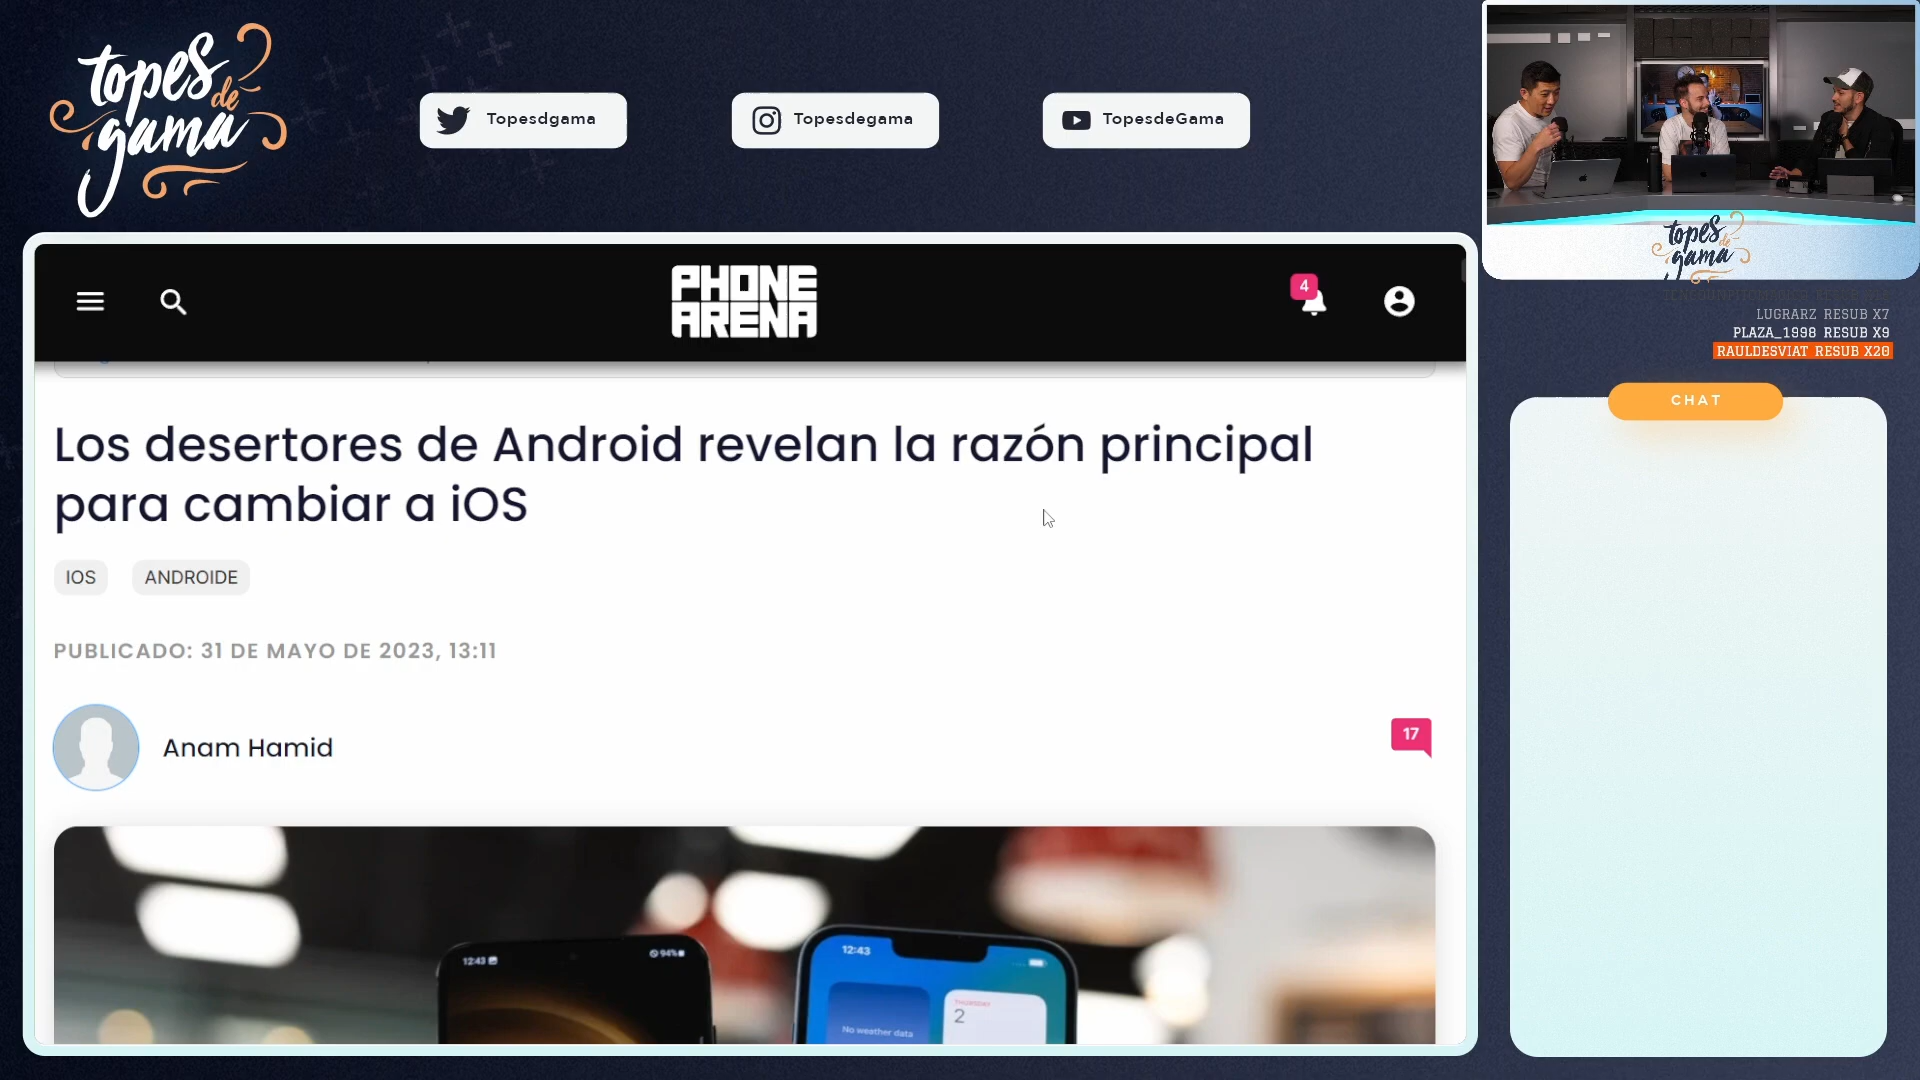 topes de gama
Topesdgama
Topesdegama
TopesdeGama
topes de gama
LUGRARZ RESUB X7
PLAZA_1998 RESUB X9
RAULDESVIAT RESUB X20
CHAT
PHONE
ARENA
4
Los desertores de Android revelan la razón principal
para cambiar a iOS
IOS
ANDROIDE
PUBLICADO: 31 DE MAYO DE 2023, 13:11
Anam Hamid
17
12:43
94%
12:43
No weather data
THURSDAY
2